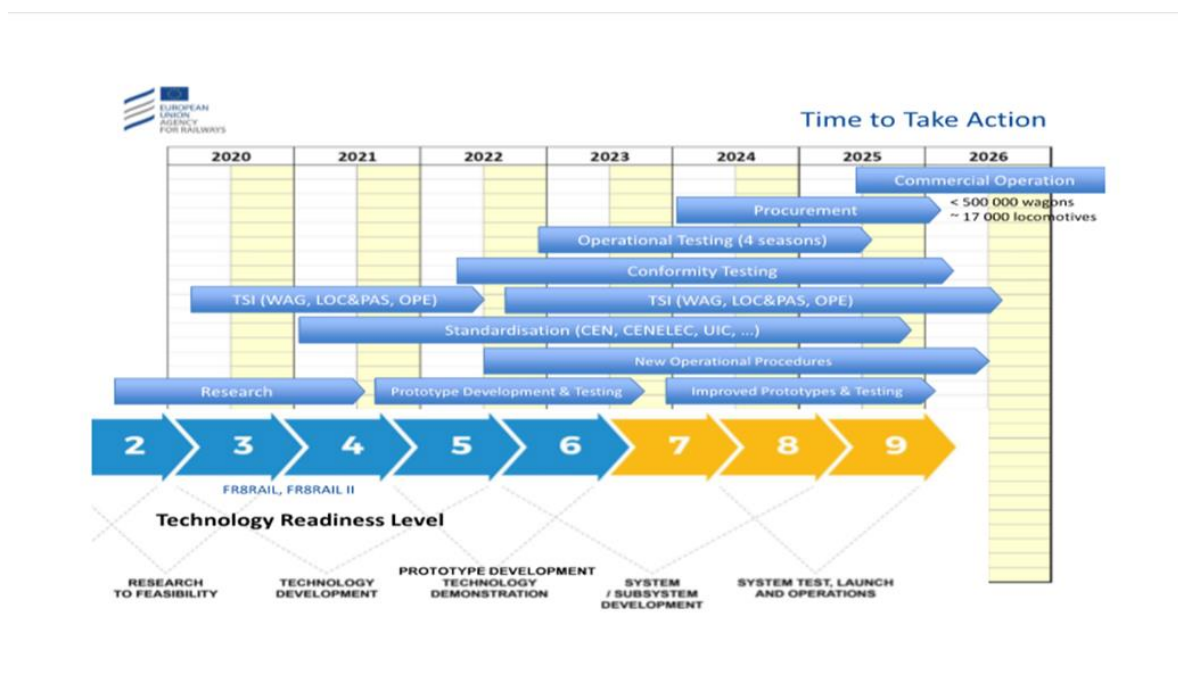 EUROPEAN
UNION
AGENCY
FOR RAILWAYS
Time to Take Action
2020 2021 2022 2023 2024 2025 2026
Commercial Operation
Procurement
< 500 000 wagons
~ 17 000 locomotives
Operational Testing (4 seasons)
Conformity Testing
TSI (WAG, LOC&PAS, OPE) TSI (WAG, LOC&PAS, OPE)
Standardisation (CEN, CENELEC, UIC, ...)
New Operational Procedures
Research Prototype Development & Testing Improved Prototypes & Testing
2 3 4 5 6 7 8 9
FR8RAIL, FR8RAIL II
Technology Readiness Level
RESEARCH
TO FEASIBILITY
TECHNOLOGY
DEVELOPMENT
PROTOTYPE DEVELOPMENT
TECHNOLOGY
DEMONSTRATION
SYSTEM
/ SUBSYSTEM
DEVELOPMENT
SYSTEM TEST, LAUNCH
AND OPERATIONS